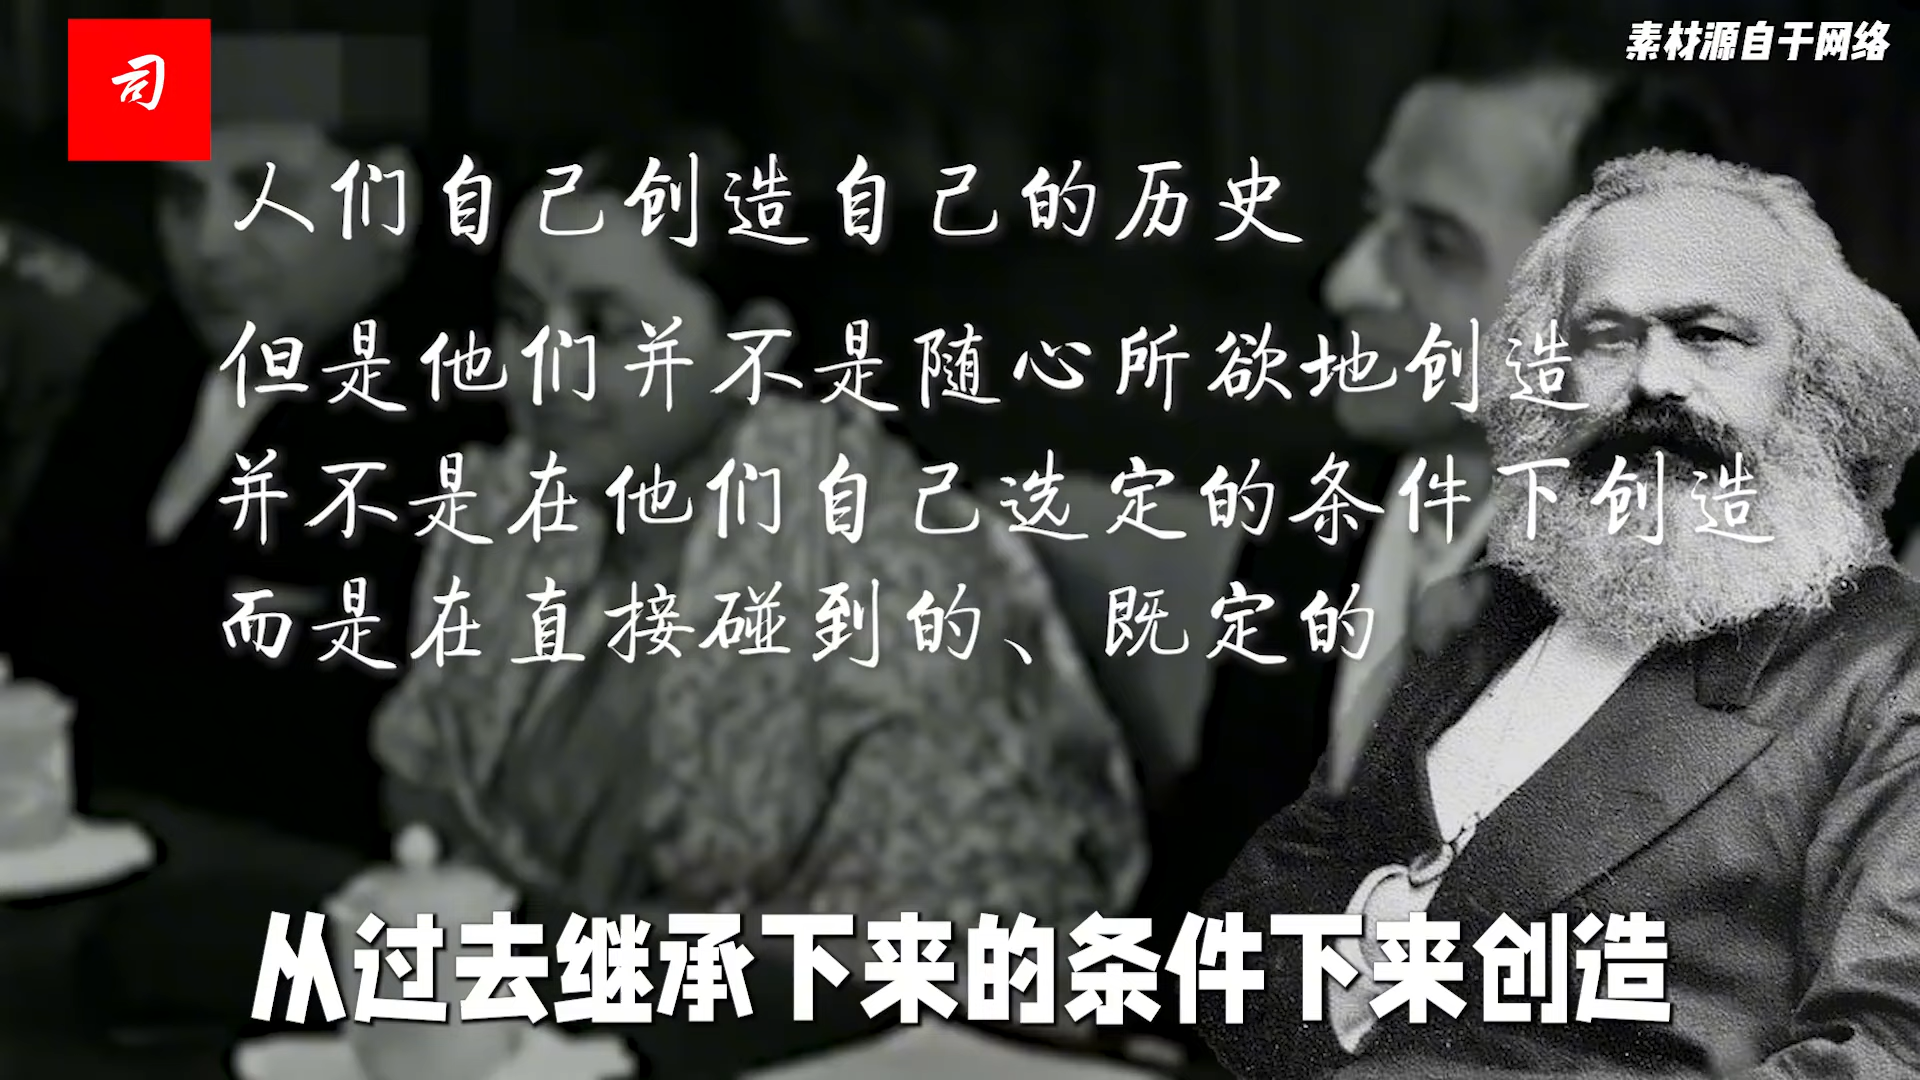 司
素材源自于网络
人们自己创造自己的历史
但是他们并不是随心所欲地创造
并不是在他们自己选定的条件下创造
而是在直接碰到的、既定的
从过去继承下来的条件下来创造